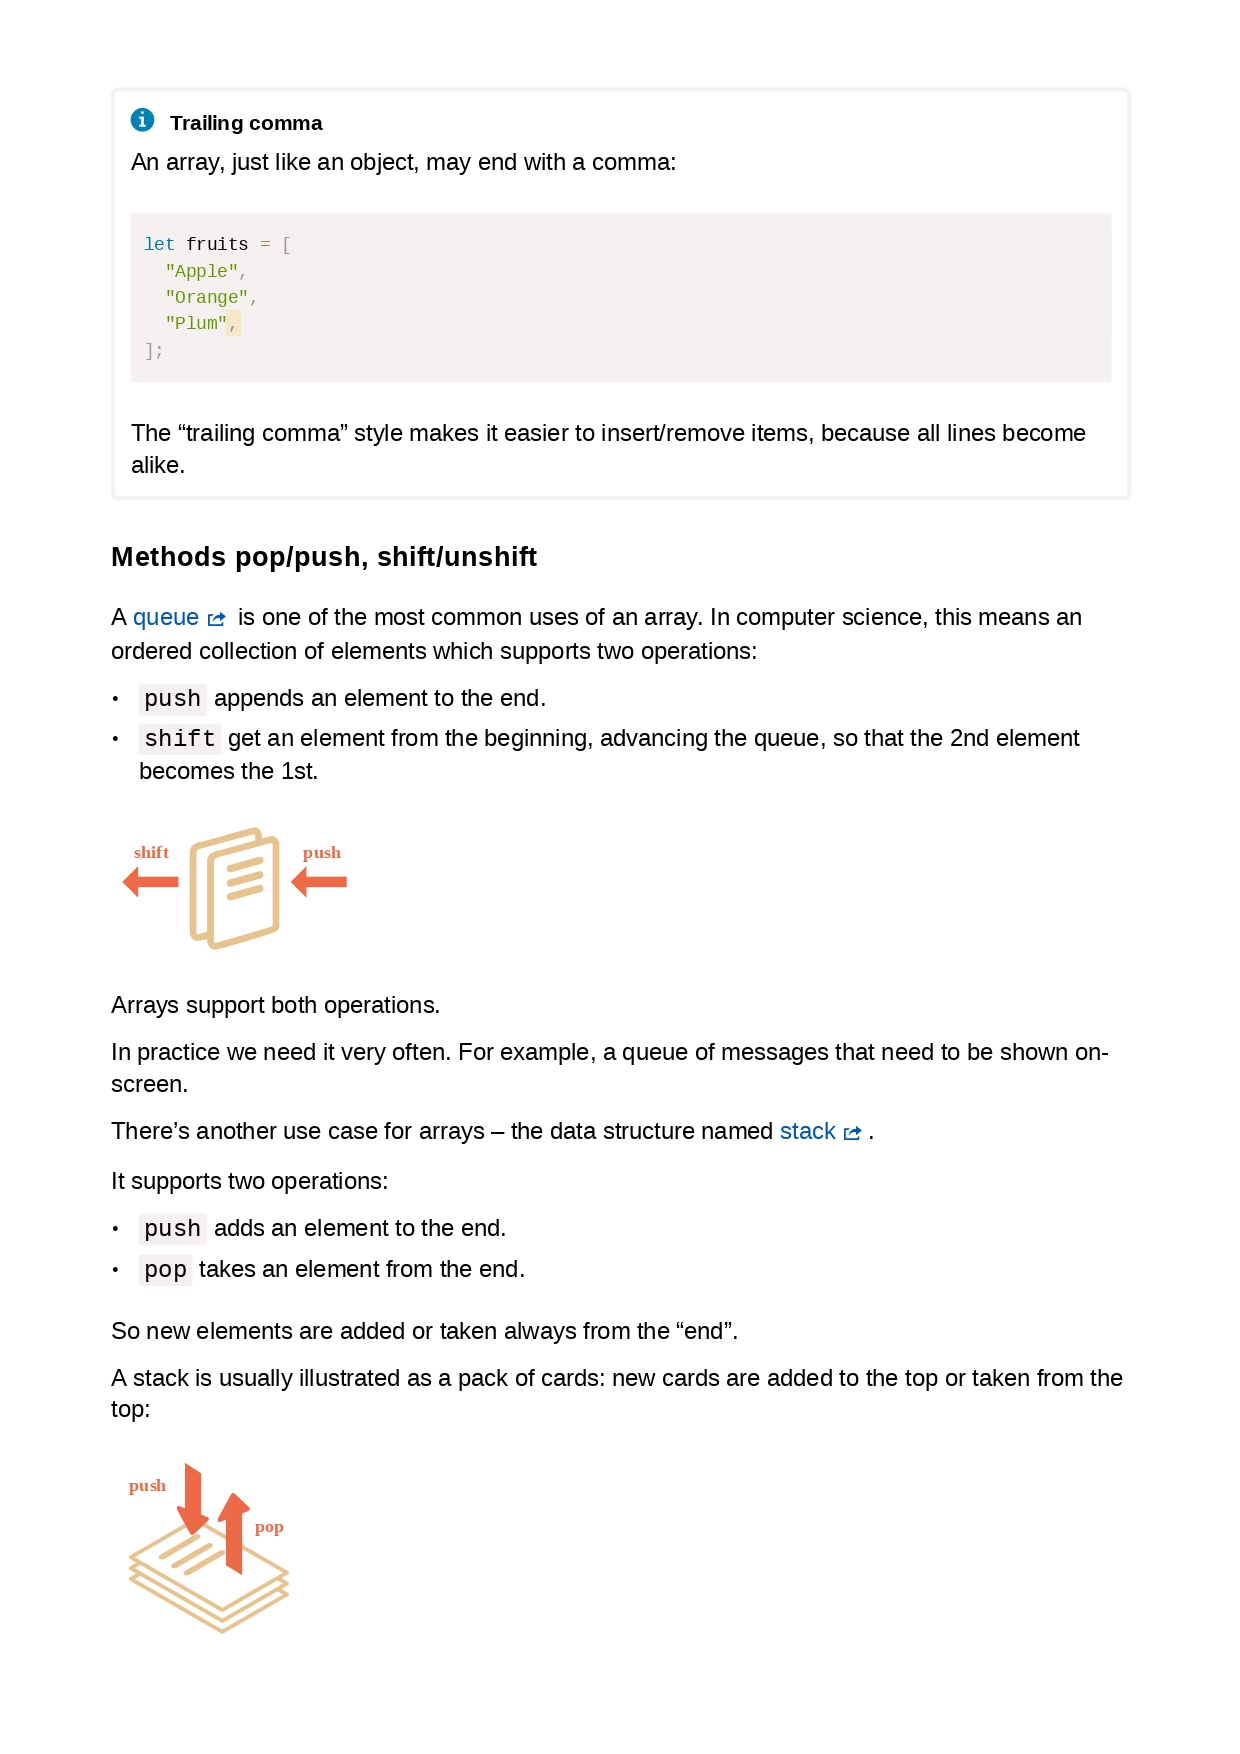 Trailing comma
An array, just like an object, may end with a comma:
let fruits = [
  "Apple",
  "Orange",
  "Plum",
];
The “trailing comma” style makes it easier to insert/remove items, because all lines become
alike.
Methods pop/push, shift/unshift
A queue is one of the most common uses of an array. In computer science, this means an
ordered collection of elements which supports two operations:
• push appends an element to the end.
• shift get an element from the beginning, advancing the queue, so that the 2nd element
becomes the 1st.
shift push
Arrays support both operations.
In practice we need it very often. For example, a queue of messages that need to be shown on-
screen.
There’s another use case for arrays – the data structure named stack .
It supports two operations:
• push adds an element to the end.
• pop takes an element from the end.
So new elements are added or taken always from the “end”.
A stack is usually illustrated as a pack of cards: new cards are added to the top or taken from the
top:
push
pop